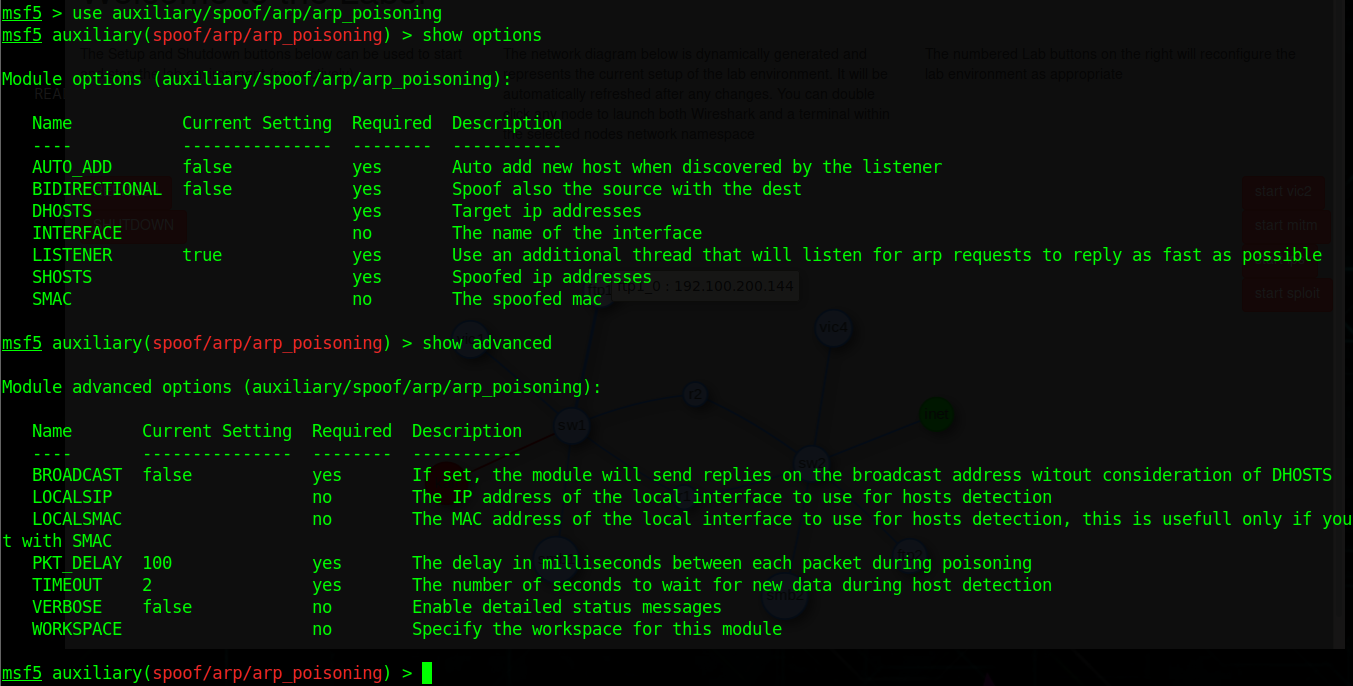 msf5 > use auxiliary/spoof/arp/arp_poisoning
msf5 auxiliary(spoof/arp/arp_poisoning) > show options
The Setup and Shutdown buttons below can be used to start
The network diagram below is dynamically generated and
The numbered Lab buttons on the right will reconfigure the
represents the current setup of the lab environment. It will be
lab environment as appropriate
Module options (auxiliary/spoof/arp/arp_poisoning):
automatically refreshed after any changes. You can double
node to launch both Wireshark and a terminal within
Name Current Setting Required Description
selected nodes network namespace
---- --------------- -------- -----------
AUTO_ADD false yes Auto add new host when discovered by the listener
BIDIRECTIONAL false yes Spoof also the source with the dest
start vic2
DHOSTS yes Target ip addresses
SHUTDOWN
start mitm
INTERFACE no The name of the interface
LISTENER true yes Use an additional thread that will listen for arp requests to reply as fast as possible
SHOSTS yes Spoofed ip addresses
ftp1_0 : 192.100.200.144
start sploit
SMAC no The spoofed mac
vic4
msf5 auxiliary(spoof/arp/arp_poisoning) > show advanced
Module advanced options (auxiliary/spoof/arp/arp_poisoning):
r2
sw1
Name Current Setting Required Description
---- --------------- -------- -----------
BROADCAST false yes If set, the module will send replies on the broadcast address witout consideration of DHOSTS
LOCALSIP no The IP address of the local interface to use for hosts detection
LOCALSMAC no The MAC address of the local interface to use for hosts detection, this is usefull only if you
t with SMAC
PKT_DELAY 100 yes The delay in milliseconds between each packet during poisoning
TIMEOUT 2 yes The number of seconds to wait for new data during host detection
VERBOSE false no Enable detailed status messages
WORKSPACE no Specify the workspace for this module
msf5 auxiliary(spoof/arp/arp_poisoning) >